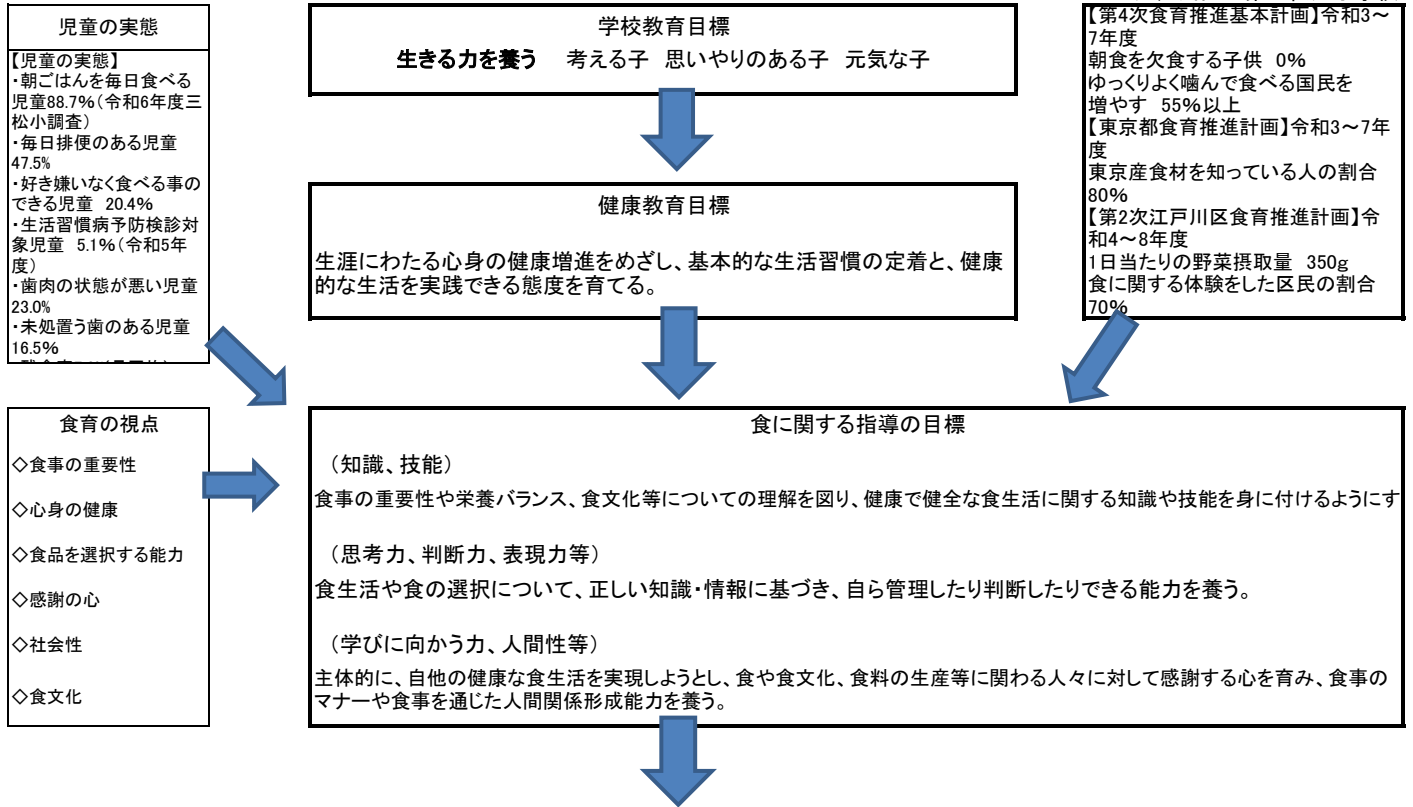 児童の実態
【児童の実態】
・朝ごはんを毎日食べる
児童88.7%(令和6年度三
松小調査)
・毎日排便のある児童
47.5%
・好き嫌いなく食べる事の
できる児童 20.4%
・生活習慣病予防検診対
象児童 5.1%(令和5年
度)
・歯肉の状態が悪い児童
23.0%
・未処置う歯のある児童
16.5%
学校教育目標
生きる力を養う 考える子 思いやりのある子 元気な子
健康教育目標
生涯にわたる心身の健康増進をめざし、基本的な生活習慣の定着と、健康
的な生活を実践できる態度を育てる。
【第4次食育推進基本計画】令和3~
7年度
朝食を欠食する子供 0%
ゆっくりよく噛んで食べる国民を
増やす 55%以上
【東京都食育推進計画】令和3~7年
度
東京産食材を知っている人の割合
80%
【第2次江戸川区食育推進計画】令
和4~8年度
1日当たりの野菜摂取量 350g
食に関する体験をした区民の割合
70%
食育の視点
◇食事の重要性
◇心身の健康
◇食品を選択する能力
◇感謝の心
◇社会性
◇食文化
食に関する指導の目標
(知識、技能)
食事の重要性や栄養バランス、食文化等についての理解を図り、健康で健全な食生活に関する知識や技能を身に付けるようにす
(思考力、判断力、表現力等)
食生活や食の選択について、正しい知識・情報に基づき、自ら管理したり判断したりできる能力を養う。
(学びに向かう力、人間性等)
主体的に、自他の健康な食生活を実現しようとし、食や食文化、食料の生産等に関わる人々に対して感謝する心を育み、食事の
マナーや食事を通じた人間関係形成能力を養う。